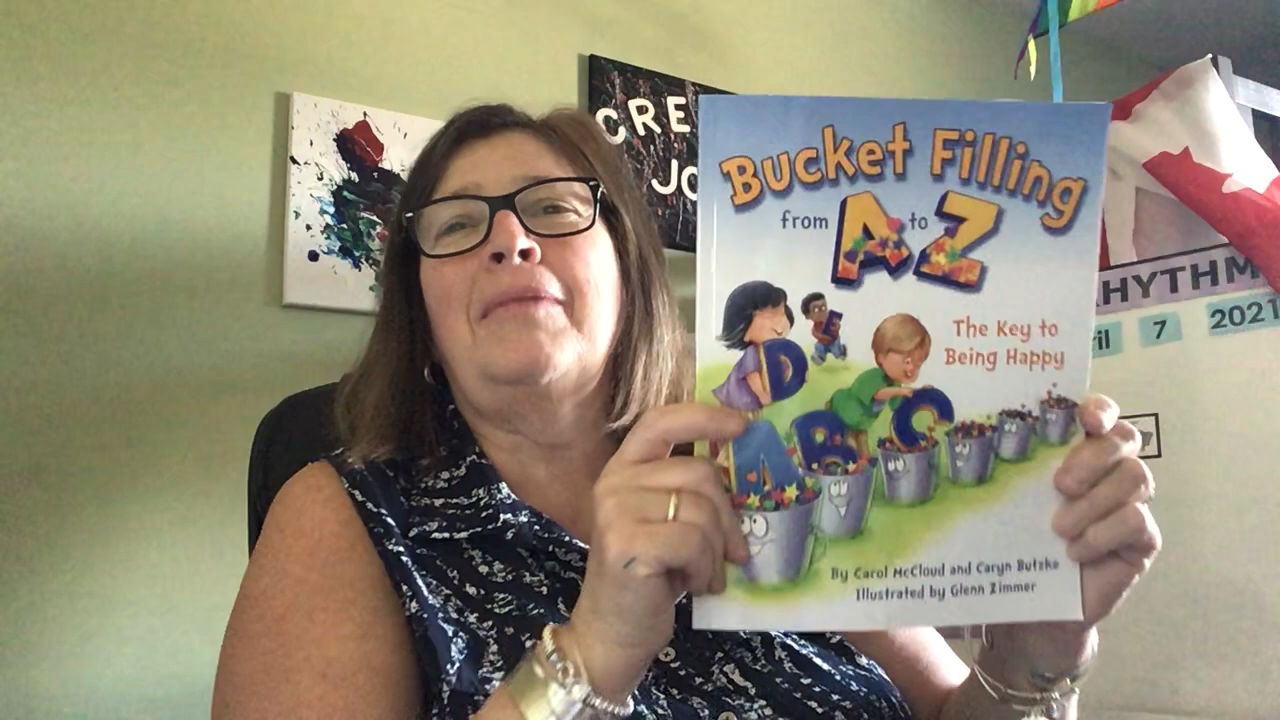 CRE
JO
Bucket Filling
from A to Z
The Key to
Being Happy
E
D
A B C
By Carol McCloud and Caryn Butzke
Illustrated by Glenn Zimmer
RHYTHM
ril 7 2021